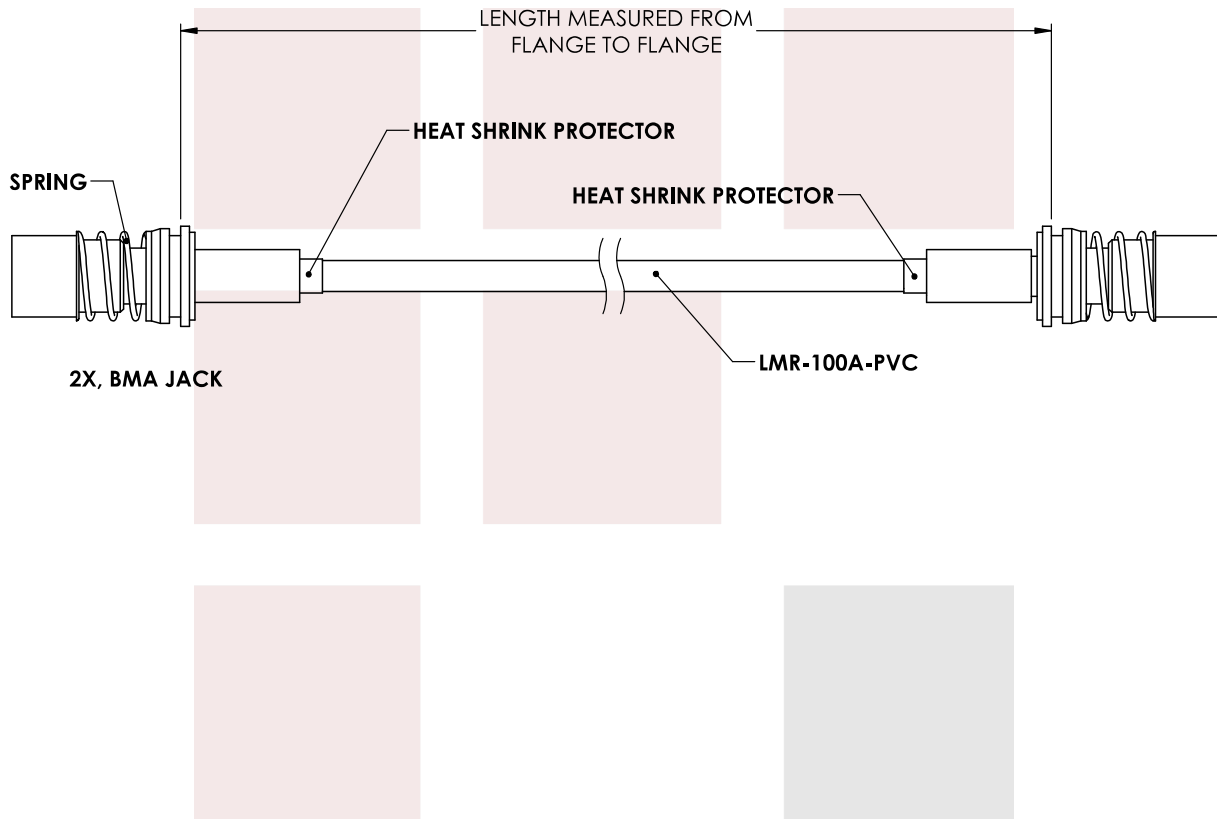 LENGTH MEASURED FROM
FLANGE TO FLANGE
HEAT SHRINK PROTECTOR
SPRING
HEAT SHRINK PROTECTOR
LMR-100A-PVC
2X, BMA JACK